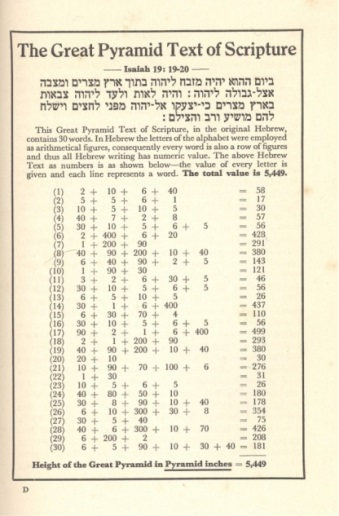 The Great Pyramid Text of Scripture
Isaiah 19: 19-20
ביום ההוא יהיה מזבח ליהוה בתוך ארץ מצרים ומצבה
אצל-גבולה ליהוה : והיה לאות ולעד ליהוה צבאות
בארץ מצרים כי-יצעקו אל-יהוה מפני לחצים וישלח
להם מושיע ורב והצילם :
This Great Pyramid Text of Scripture, in the original Hebrew,
contains 30 words. In Hebrew the letters of the alphabet were employed
as arithmetical figures, consequently every word is also a row of figures
and thus all Hebrew writing has numeric value. The above Hebrew
Text as numbers is as shown below—the value of every letter is
given and each line represents a word. The total value is 5,449.
(1) 2 + 10 + 6 + 40 = 58
(2) 5 + 5 + 6 + 1 = 17
(3) 10 + 5 + 10 + 5 = 30
(4) 40 + 7 + 2 + 8 = 57
(5) 30 + 10 + 5 + 6 + 5 = 56
(6) 2 + 400 + 6 + 20 = 428
(7) 1 + 200 + 90 = 291
(8) 40 + 90 + 200 + 10 + 40 = 380
(9) 6 + 40 + 90 + 2 + 5 = 143
(10) 1 + 90 + 30 = 121
(11) 3 + 2 + 6 + 30 + 5 = 46
(12) 30 + 10 + 5 + 6 + 5 = 56
(13) 6 + 5 + 10 + 5 = 26
(14) 30 + 1 + 6 + 400 = 437
(15) 6 + 30 + 70 + 4 = 110
(16) 30 + 10 + 5 + 6 + 5 = 56
(17) 90 + 2 + 1 + 6 + 400 = 499
(18) 2 + 1 + 200 + 90 = 293
(19) 40 + 90 + 200 + 10 + 40 = 380
(20) 20 + 10 = 30
(21) 10 + 90 + 70 + 100 + 6 = 276
(22) 1 + 30 = 31
(23) 10 + 5 + 6 + 5 = 26
(24) 40 + 80 + 50 + 10 = 180
(25) 30 + 8 + 90 + 10 + 40 = 178
(26) 6 + 10 + 300 + 30 + 8 = 354
(27) 30 + 5 + 40 = 75
(28) 40 + 6 + 300 + 10 + 70 = 426
(29) 6 + 200 + 2 = 208
(30) 6 + 5 + 90 + 10 + 30 + 40 = 181
Height of the Great Pyramid in Pyramid inches = 5,449
D